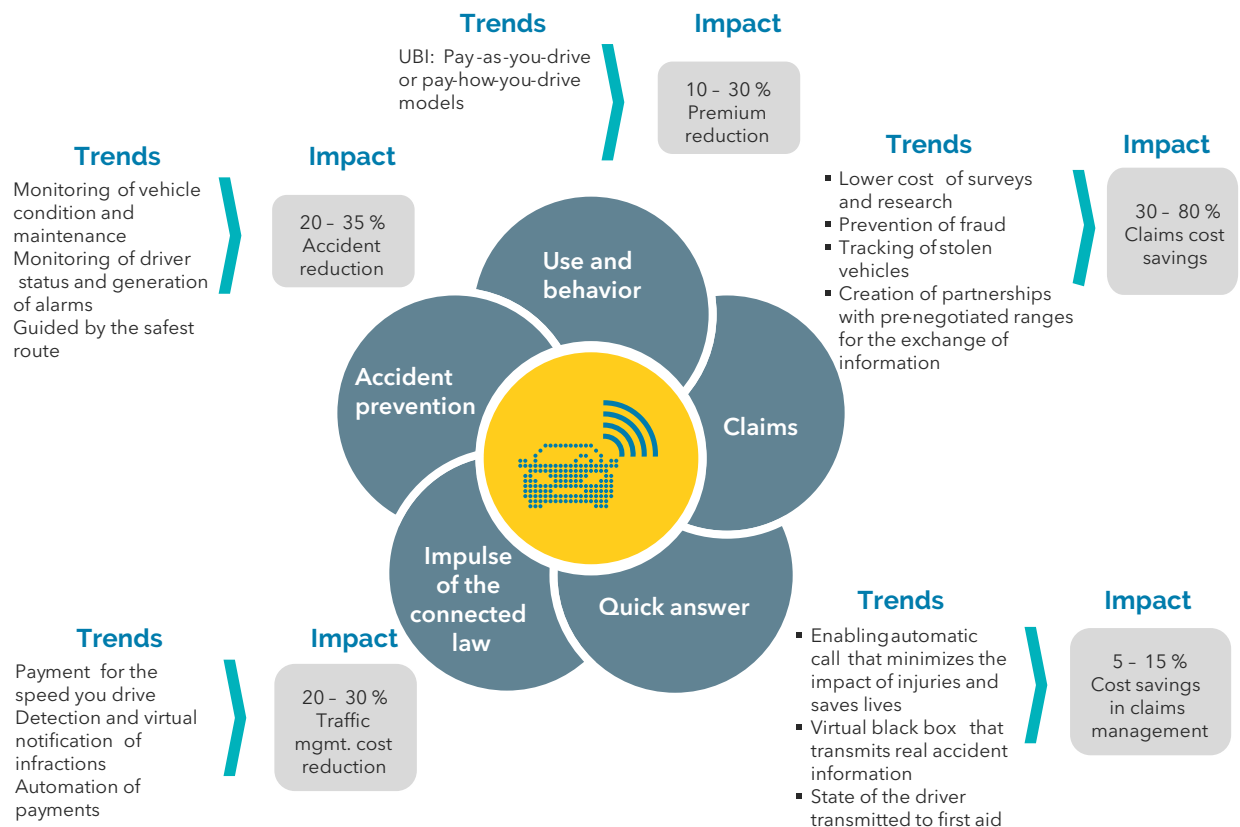 Trends
Impact
UBI: Pay-as-you-drive
or pay-how-you-drive
models
10 – 30 %
Premium
reduction
Trends
Impact
Monitoring of vehicle
condition and
maintenance
Monitoring of driver
status and generation
of alarms
Guided by the safest
route
20 – 35 %
Accident
reduction
Trends
Impact
▪ Lower cost of surveys
and research
▪ Prevention of fraud
▪ Tracking of stolen
vehicles
▪ Creation of partnerships
with prenegotiated ranges
for the exchange of
information
30 – 80 %
Claims cost
savings
Use and
behavior
Accident
prevention
Claims
Impulse
of the
connected
law
Quick answer
Trends
Impact
Payment for the
speed you drive
Detection and virtual
notification of
infractions
Automation of
payments
20 – 30 %
Traffic
mgmt. cost
reduction
Trends
Impact
▪ Enabling automatic
call that minimizes the
impact of injuries and
saves lives
▪ Virtual black box that
transmits real accident
information
▪ State of the driver
transmitted to first aid
5 – 15 %
Cost savings
in claims
management